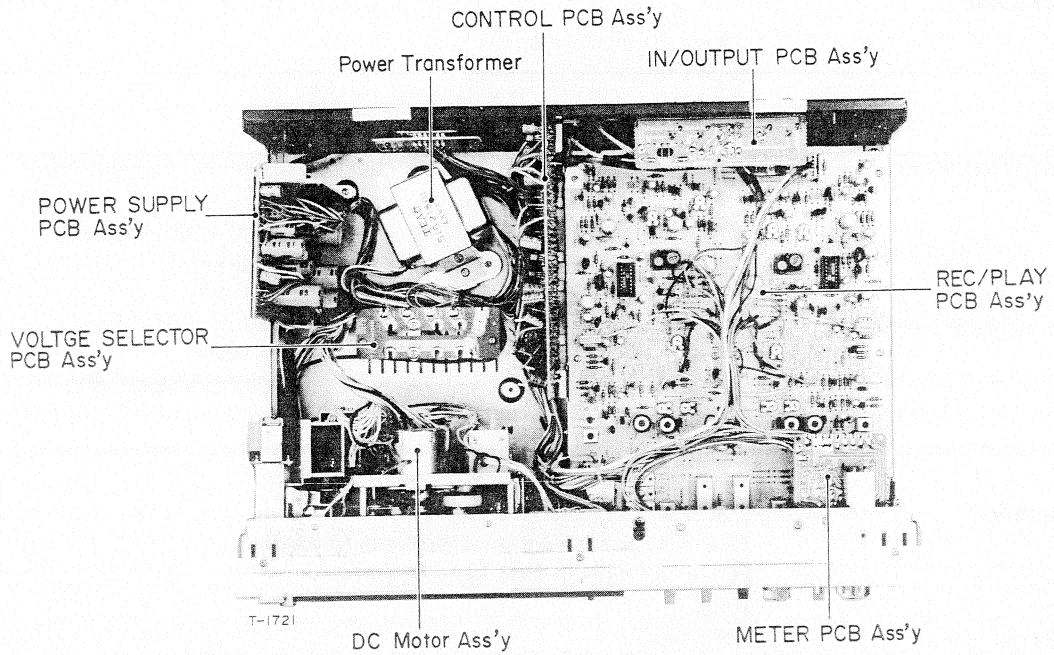 CONTROL PCB Ass'y
Power Transformer
IN/OUTPUT PCB Ass'y
POWER SUPPLY
PCB Ass'y
REC/PLAY
PCB Ass'y
VOLTGE SELECTOR
PCB Ass'y
T-1721
DC Motor Ass'y
METER PCB Ass'y